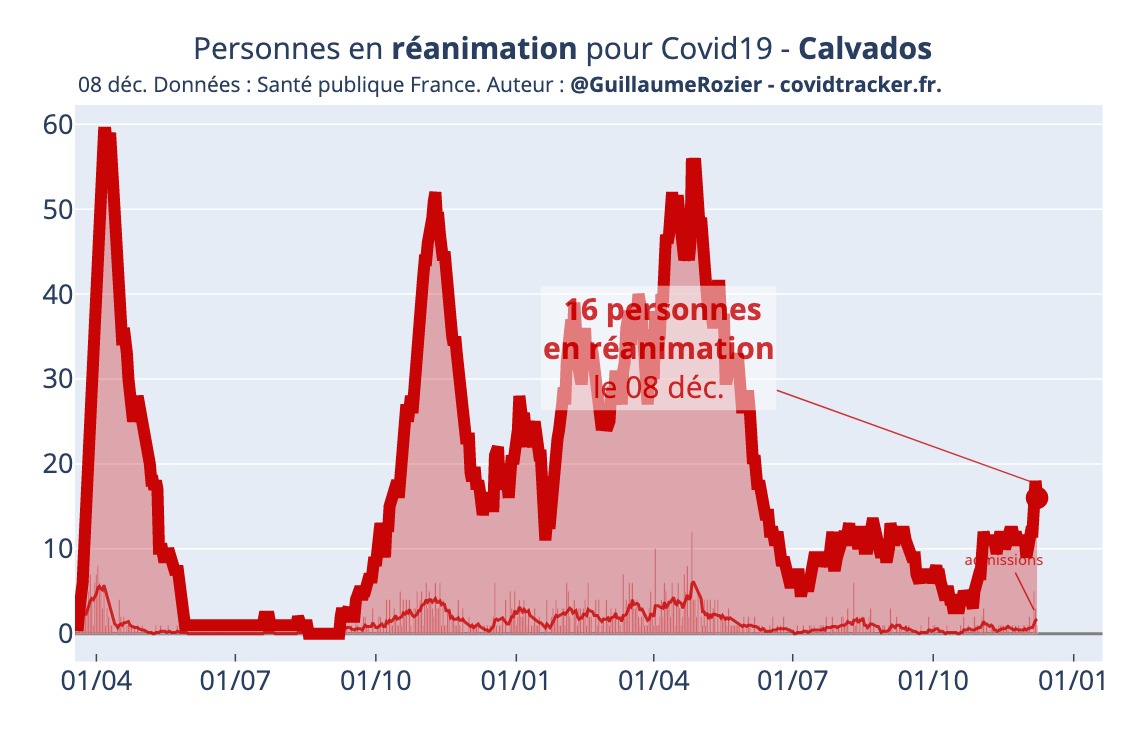 Personnes en réanimation pour Covid19 - Calvados
08 déc. Données : Santé publique France. Auteur : @GuillaumeRozier - covidtracker.fr.
60
50
40
30
20
10
0
16 personnes
en réanimation
le 08 déc.
admissions
01/04
01/07
01/10
01/01
01/04
01/07
01/10
01/01